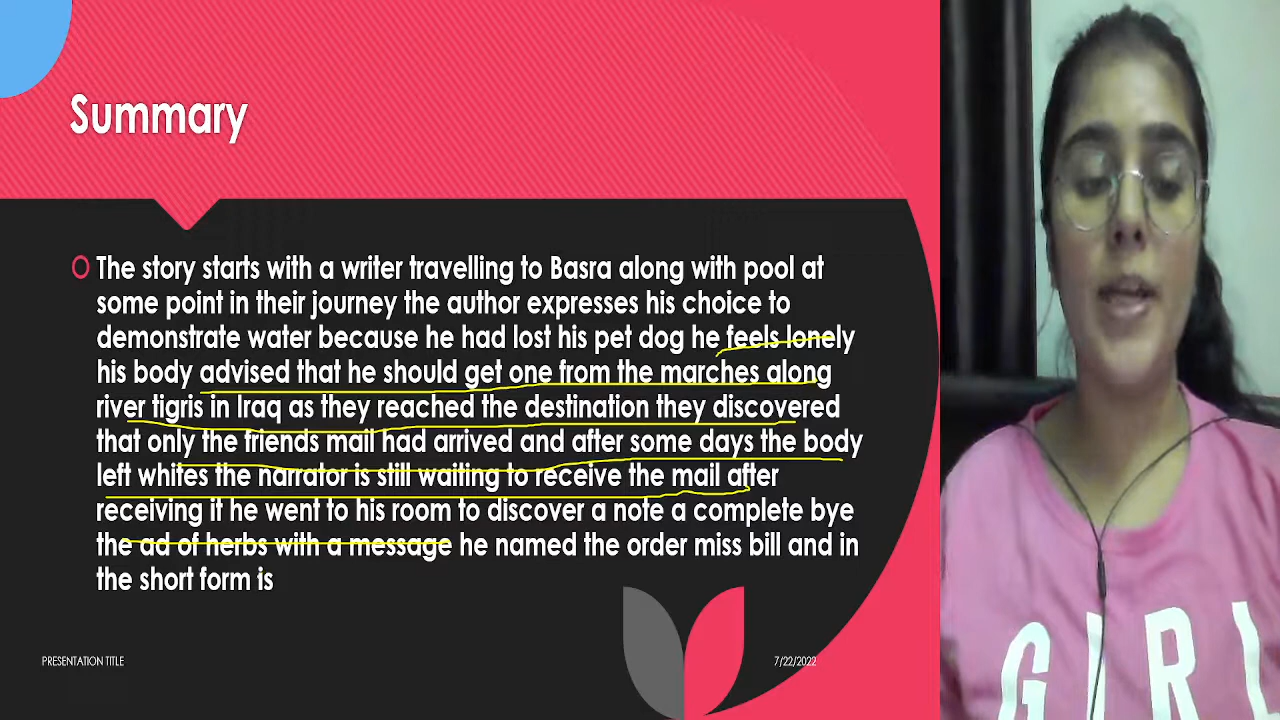 Summary
The story starts with a writer travelling to Basra along with pool at
some point in their journey the author expresses his choice to
demonstrate water because he had lost his pet dog he feels lonely
his body advised that he should get one from the marches along
river tigris in Iraq as they reached the destination they discovered
that only the friends mail had arrived and after some days the body
left whites the narrator is still waiting to receive the mail after
receiving it he went to his room to discover a note a complete bye
the ad of herbs with a message he named the order miss bill and in
the short form is
PRESENTATION TITLE
7/22/2022
GIRL